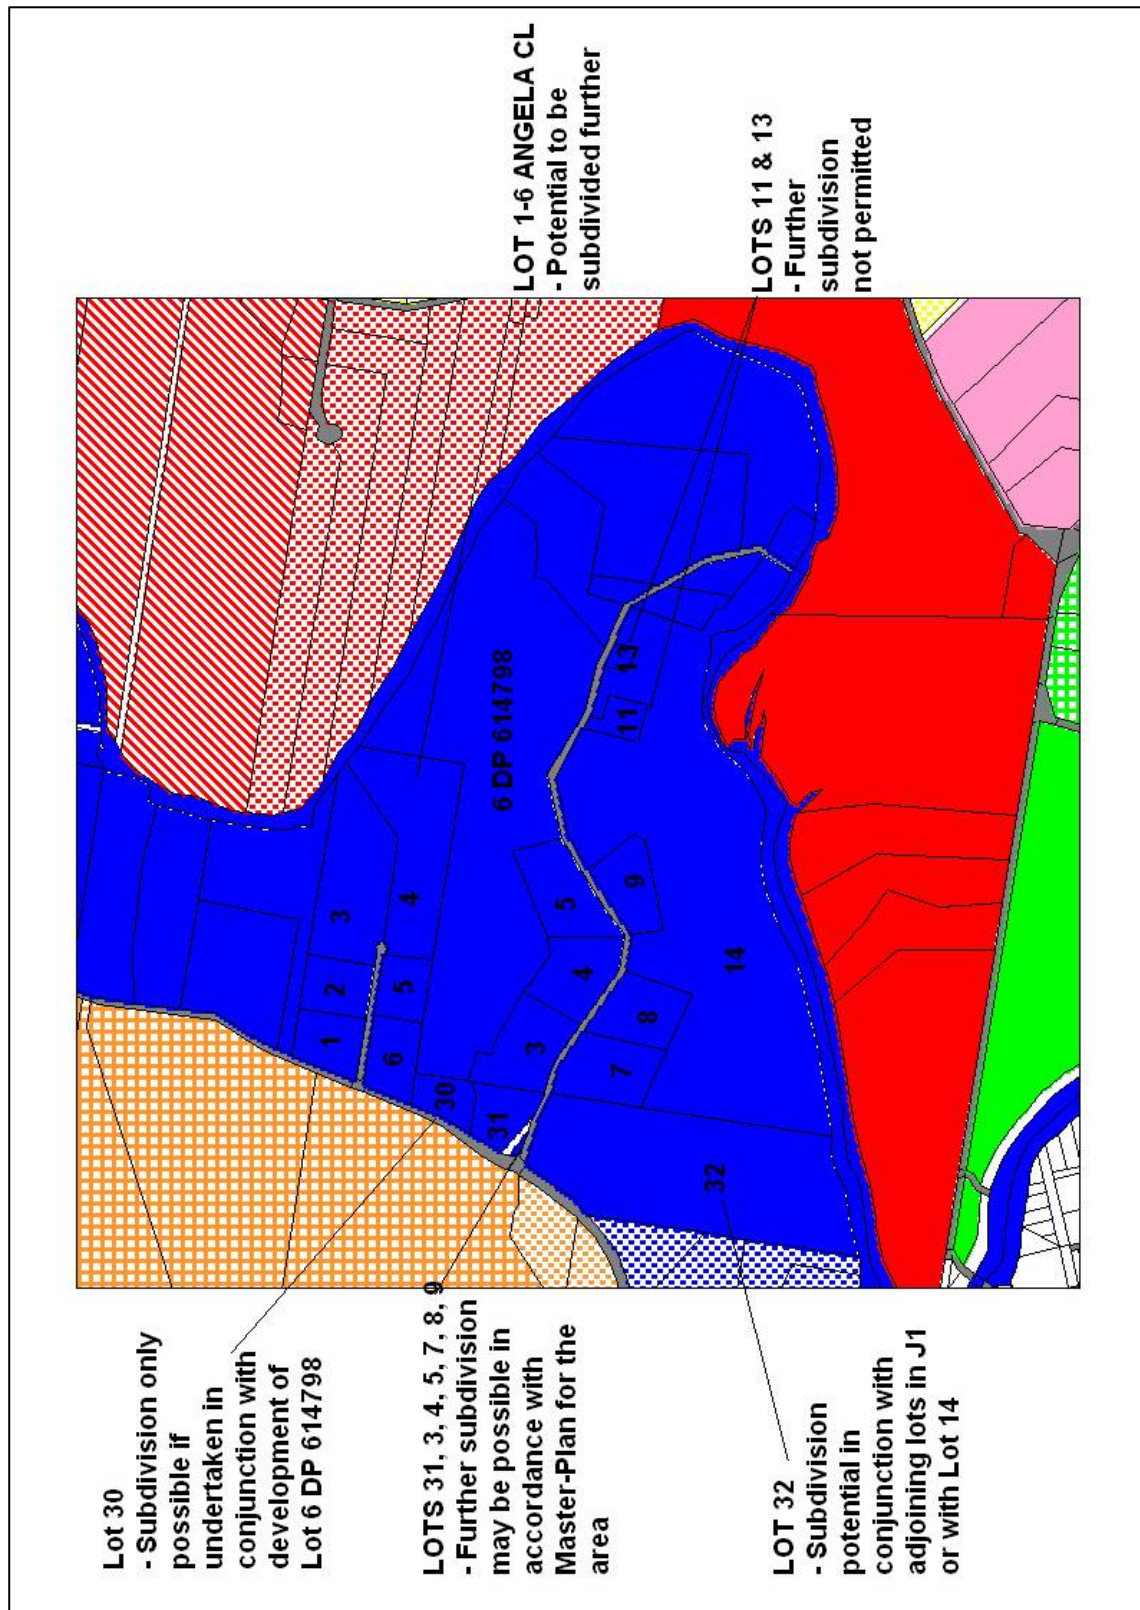 Lot 30
- Subdivision only
possible if
undertaken in
conjunction with
development of
Lot 6 DP 614798
LOTS 31, 3, 4, 5, 7, 8, 9
- Further subdivision
may be possible in
accordance with
Master-Plan for the
area
LOT 32
- Subdivision
potential in
conjunction with
adjoining lots in J1
or with Lot 14
1
2
3
6
5
4
30
31
3
4
5
6 DP 614798
7
8
9
11
13
14
32
LOT 1-6 ANGELA CL
- Potential to be
subdivided further
LOTS 11 & 13
- Further
subdivision
not permitted